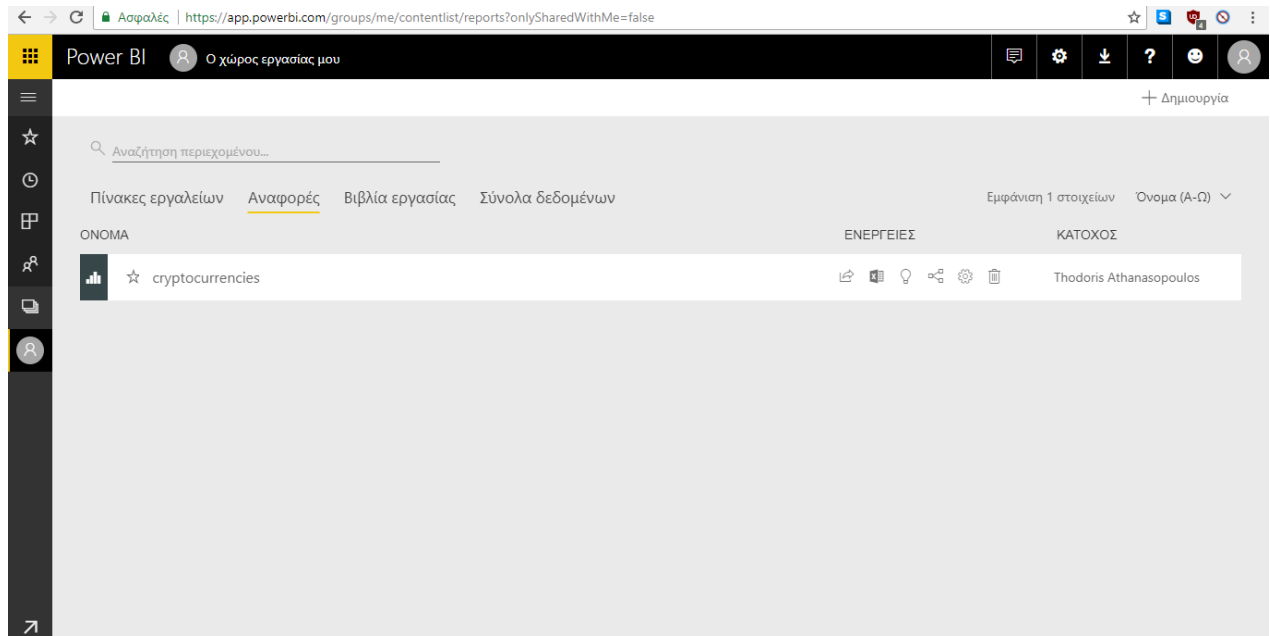 Ασφαλές | https://app.powerbi.com/groups/me/contentlist/reports?onlySharedWithMe=false
Power BI Ο χώρος εργασίας μου
Δημιουργία
Αναζήτηση περιεχομένου...
Πίνακες εργαλείων Αναφορές Βιβλία εργασίας Σύνολα δεδομένων Εμφάνιση 1 στοιχείων Όνομα (Α-Ω)
ΟΝΟΜΑ ΕΝΕΡΓΕΙΕΣ ΚΑΤΟΧΟΣ
cryptocurrencies Thodoris Athanasopoulos